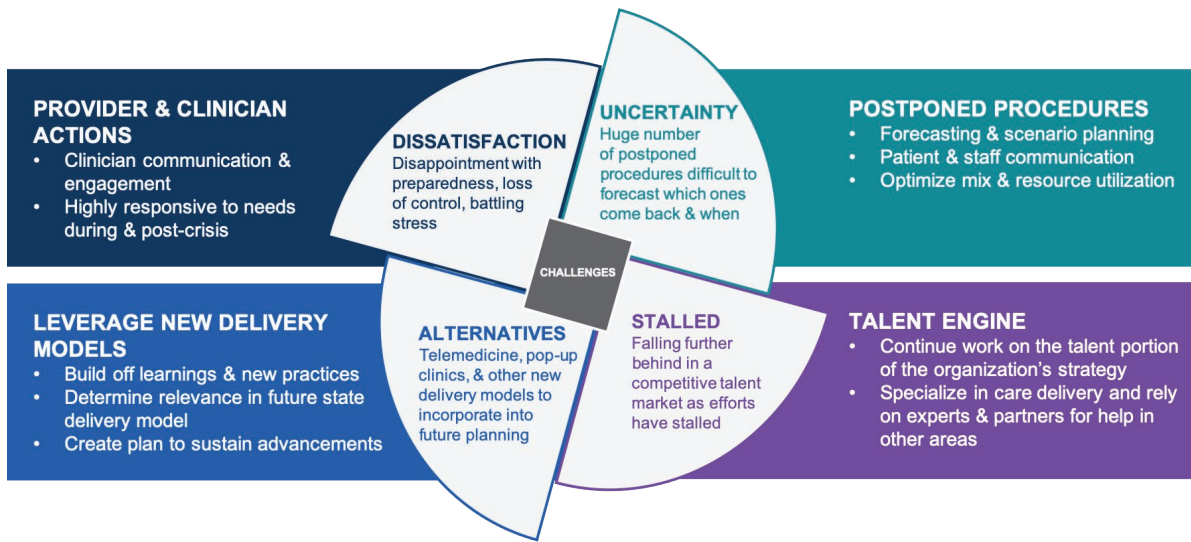 PROVIDER & CLINICIAN
ACTIONS
• Clinician communication &
engagement
• Highly responsive to needs
during & post-crisis
DISSATISFACTION
Disappointment with
preparedness, loss
of control, battling
stress
UNCERTAINTY
Huge number
of postponed
procedures difficult to
forecast which ones
come back & when
POSTPONED PROCEDURES
• Forecasting & scenario planning
• Patient & staff communication
• Optimize mix & resource utilization
CHALLENGES
LEVERAGE NEW DELIVERY
MODELS
• Build off learnings & new practices
• Determine relevance in future state
delivery model
• Create plan to sustain advancements
ALTERNATIVES
Telemedicine, pop-up
clinics, & other new
delivery models to
incorporate into
future planning
STALLED
Falling further
behind in a
competitive talent
market as efforts
have stalled
TALENT ENGINE
• Continue work on the talent portion
of the organization's strategy
• Specialize in care delivery and rely
on experts & partners for help in
other areas